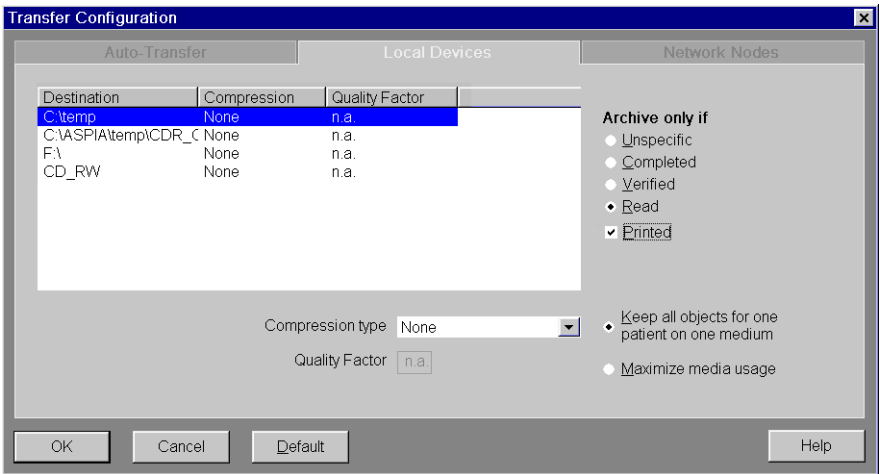 Transfer Configuration
Auto-Transfer
Local Devices
Network Nodes
Destination Compression Quality Factor
C:\temp None n.a.
C:\ASPIA\temp\CDR_C None n.a.
F:\ None n.a.
CD_RW None n.a.
Archive only if
Unspecific
Completed
Verified
Read
Printed
Compression type None
Quality Factor n.a.
Keep all objects for one
patient on one medium
Maximize media usage
OK Cancel Default Help